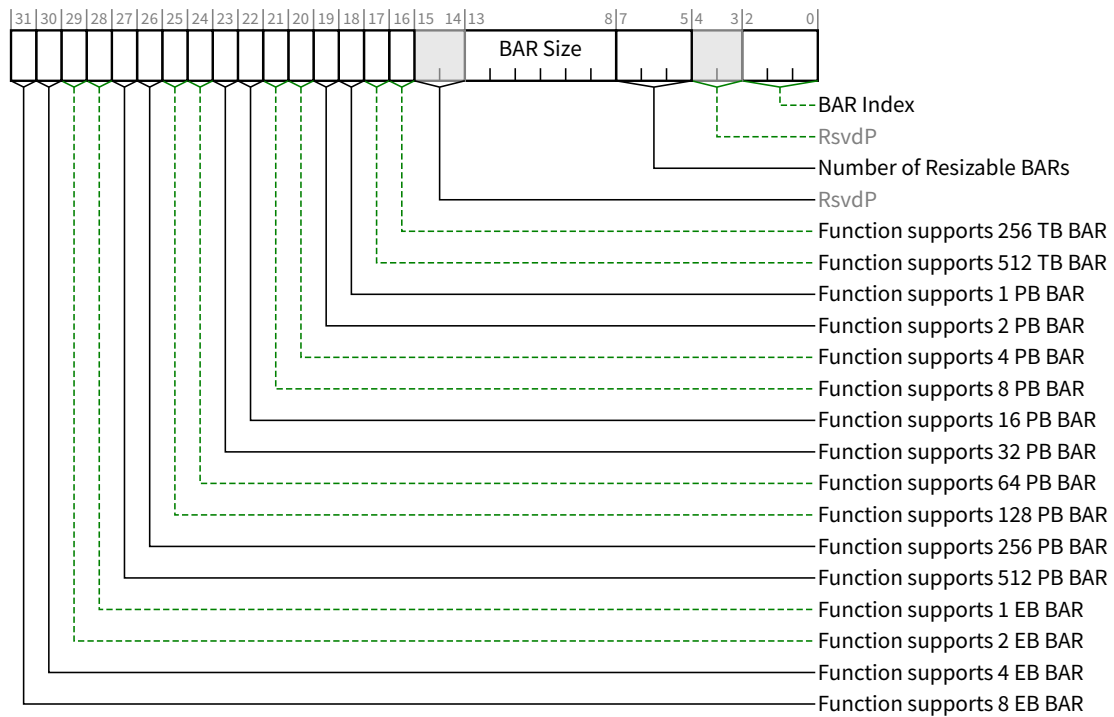 31 30 29 28 27 26 25 24 23 22 21 20 19 18 17 16 15 14 13 8 7 5 4 3 2 0
BAR Size
BAR Index
RsvdP
Number of Resizable BARs
RsvdP
Function supports 256 TB BAR
Function supports 512 TB BAR
Function supports 1 PB BAR
Function supports 2 PB BAR
Function supports 4 PB BAR
Function supports 8 PB BAR
Function supports 16 PB BAR
Function supports 32 PB BAR
Function supports 64 PB BAR
Function supports 128 PB BAR
Function supports 256 PB BAR
Function supports 512 PB BAR
Function supports 1 EB BAR
Function supports 2 EB BAR
Function supports 4 EB BAR
Function supports 8 EB BAR